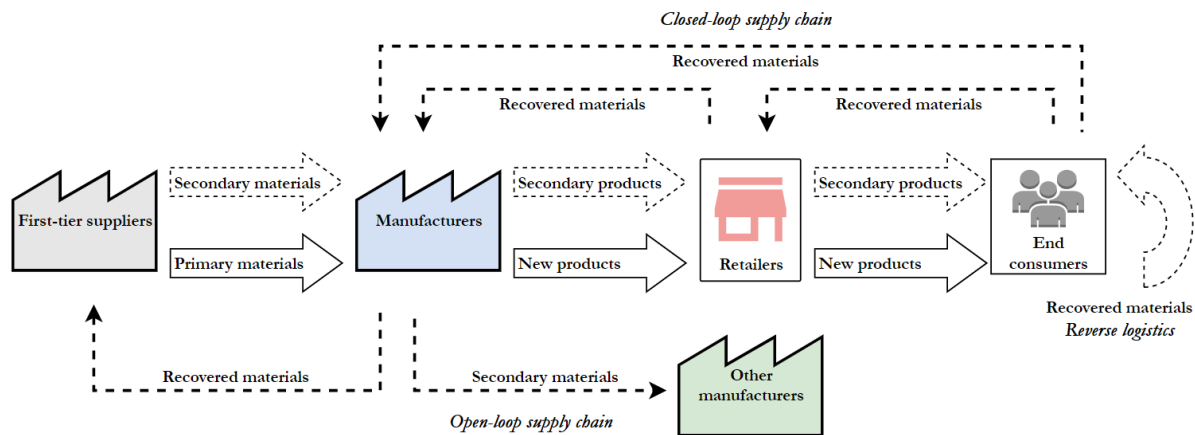 Closed-loop supply chain
Recovered materials
Recovered materials
Recovered materials
First-tier suppliers
Secondary materials
Primary materials
Manufacturers
Secondary products
New products
Retailers
Secondary products
New products
End
consumers
Recovered materials
Reverse logistics
Recovered materials
Secondary materials
Other
manufacturers
Open-loop supply chain